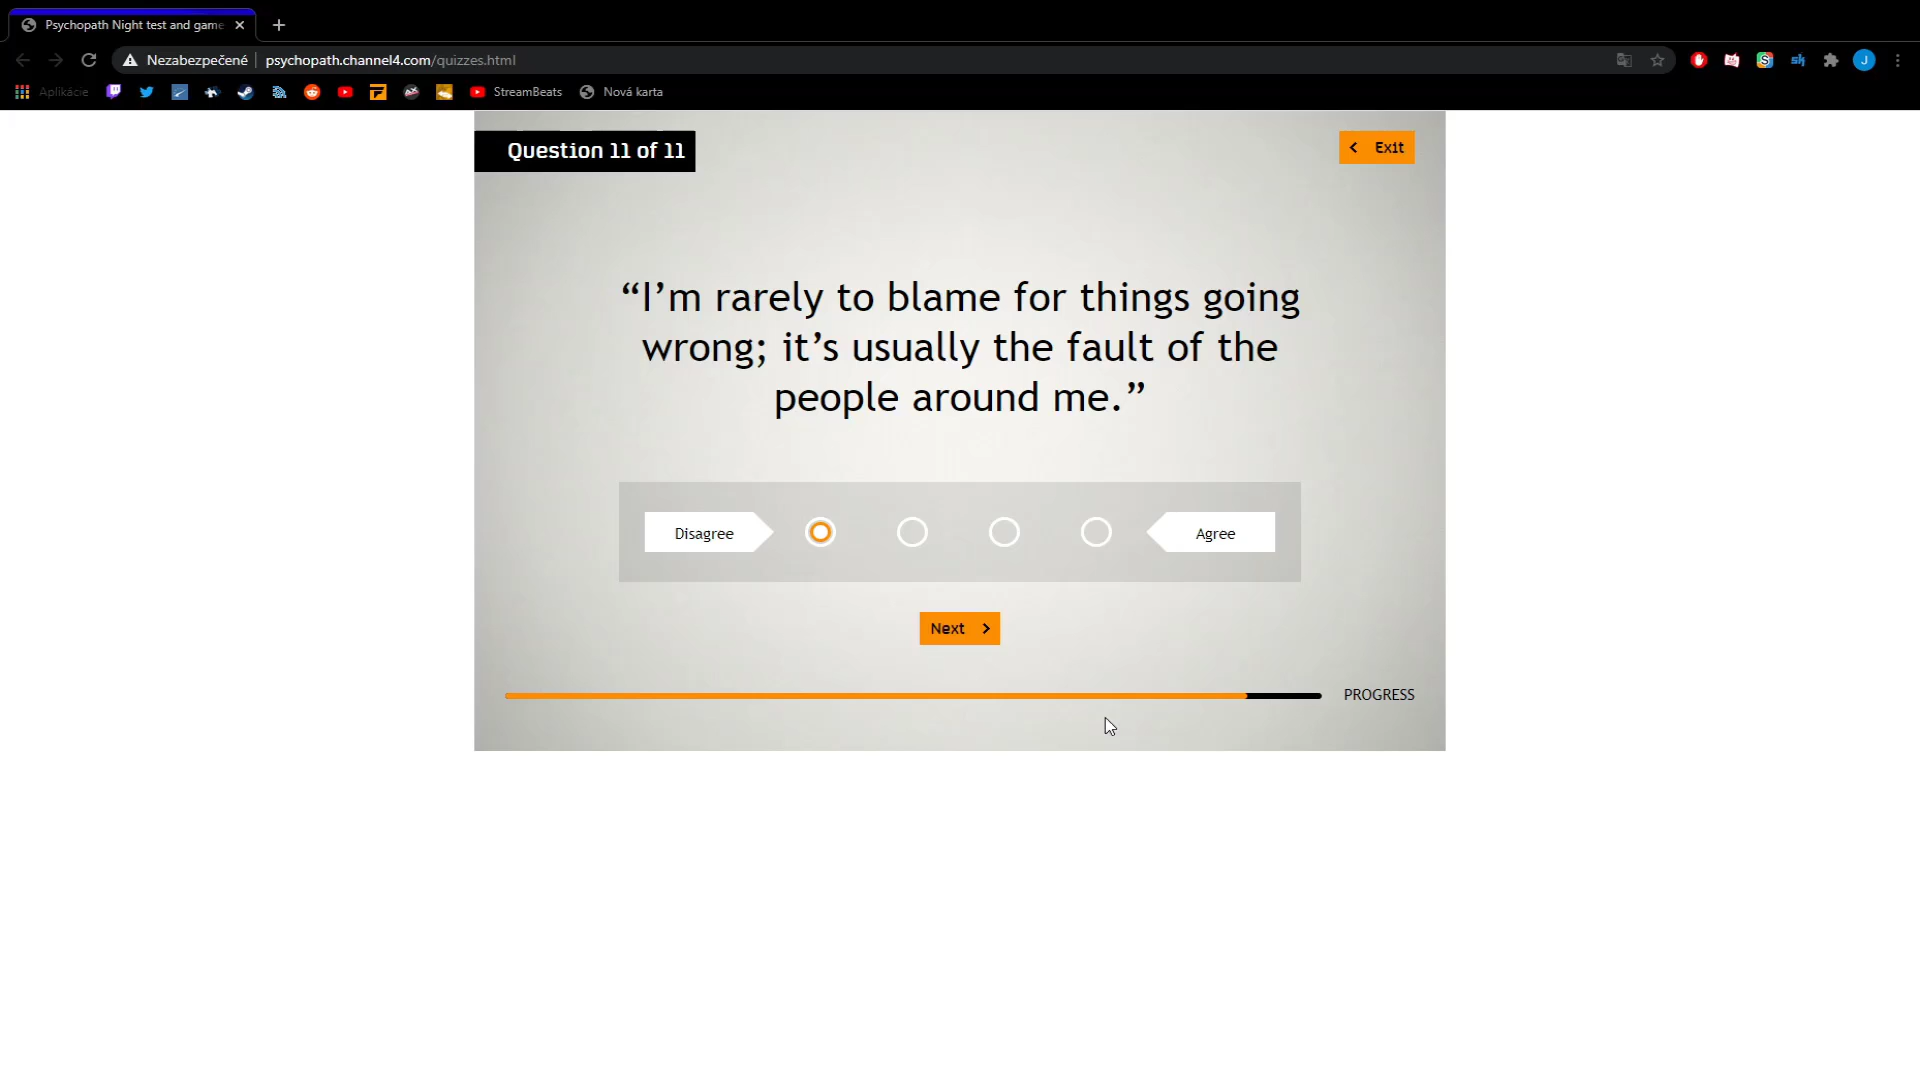 Psychopath Night test and game
Nezabezpečené
psychopath.channel4.com/quizzes.html
J
Aplikácie
StreamBeats
Nová karta
Question 11 of 11
Exit
“I’m rarely to blame for things going
wrong; it’s usually the fault of the
people around me.”
Disagree
Agree
Next
PROGRESS